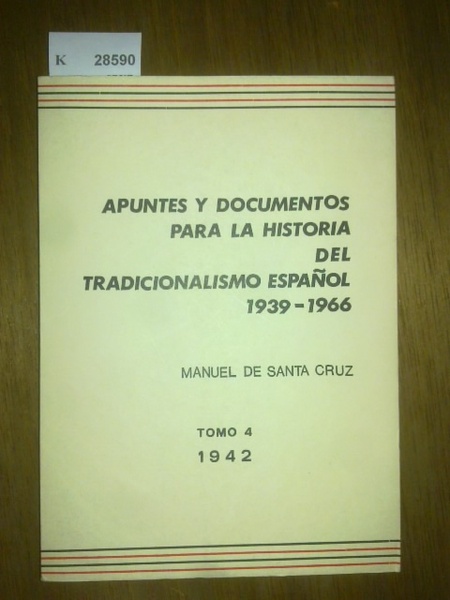 K 28590
APUNTES Y DOCUMENTOS
PARA LA HISTORIA
DEL
TRADICIONALISMO ESPAÑOL
1939-1966
MANUEL DE SANTA CRUZ
TOMO 4
1942